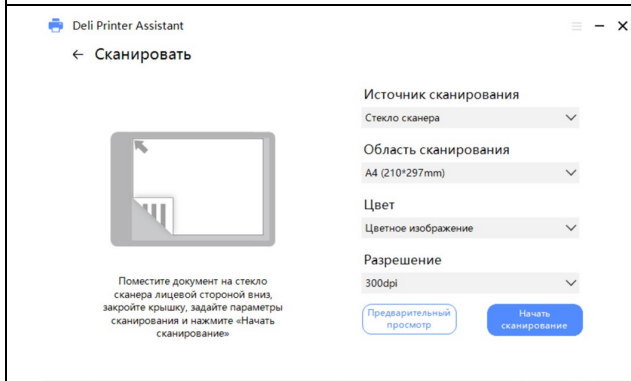 Deli Printer Assistant
← Сканировать
Источник сканирования
Стекло сканера
Область сканирования
A4 (210*297mm)
Цвет
Цветное изображение
Разрешение
300dpi
Поместите документ на стекло
сканера лицевой стороной вниз,
закройте крышку, задайте параметры
сканирования и нажмите «Начать
сканирование»
Предварительный
просмотр
Начать
сканирование